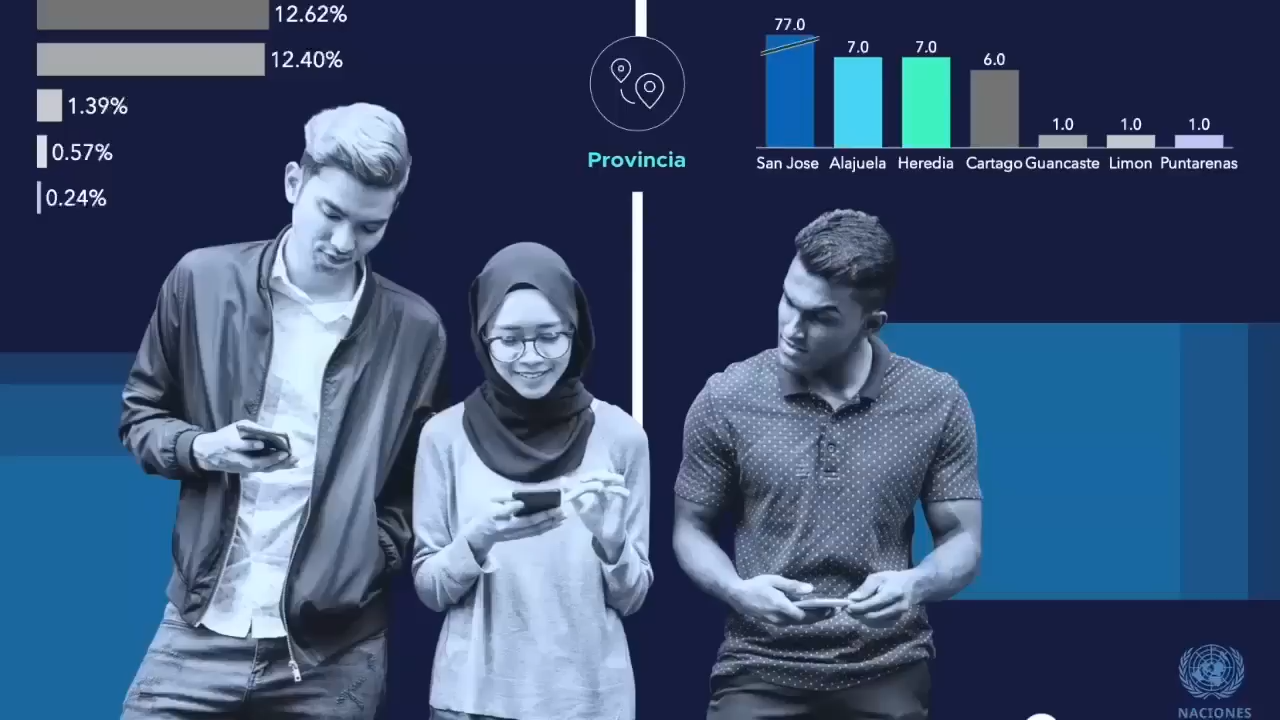 12.62%
12.40%
1.39%
0.57%
0.24%
Provincia
77.0
7.0
7.0
6.0
1.0
1.0
1.0
San Jose
Alajuela
Heredia
Cartago
Guancaste
Limon
Puntarenas
NACIONES